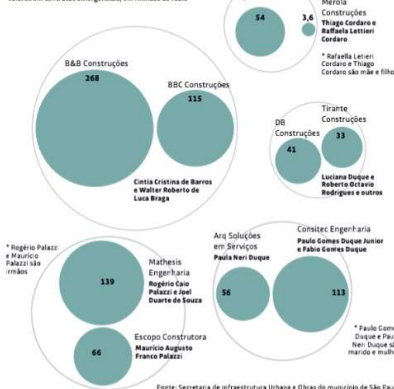 Merola
Construções
54
3,6
Thiago Cordaro e
Raffaela Lettieri
Cordaro
* Rafaella Letieri
Cordaro e Thiago
Cordaro são mãe e filho
B&B Construções
268
BBC Construções
115
Cintia Cristina de Barros
e Walter Roberto de
Luca Braga
Tirante
Construções
DB
Construções
33
41
Luciana Duque e
Roberto Octavio
Rodrigues e outros
* Rogério Palazzi
e Mauricio
Palazzi são
irmãos
Mathesis
Engenharia
Rogério Caio
Palazzi e Joel
Duarte de Souza
139
Escopo Construtora
Maurício Augusto
Franco Palazzi
66
Arq Soluções
em Serviços
Paula Neri Duque
56
Consitec Engenharia
Paulo Gomes Duque Junior
e Fabio Gomes Duque
113
* Paulo Gom
Duque e Pau
Neri Duque sã
marido e mulh
Fonte: Secretaria de Infraestrutura Urbana e Obras do município de São Pau